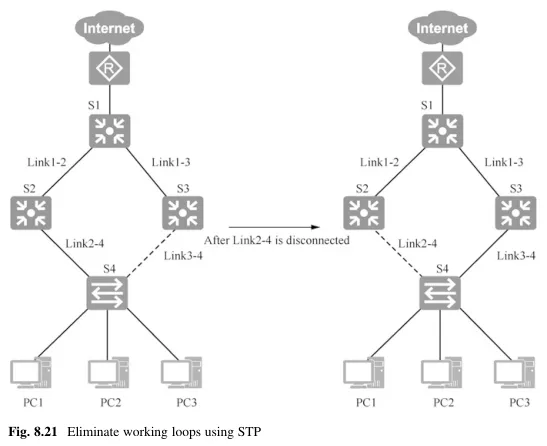 Internet
Internet
R
R
S1
S1
Link1-2
Link1-3
Link1-2
Link1-3
S2
S3
S2
S3
Link2-4
After Link2-4 is disconnected
Link2-4
Link3-4
Link3-4
S4
S4
PC1
PC2
PC3
PC1
PC2
PC3
Fig. 8.21 Eliminate working loops using STP